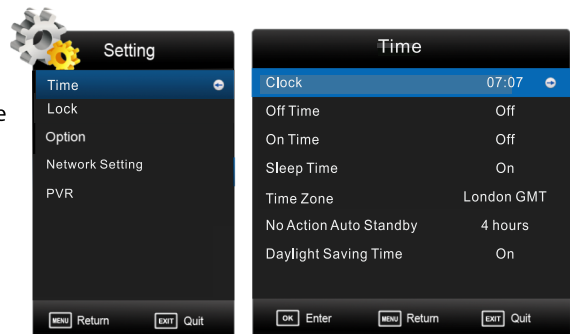 Setting
Time
Lock
Option
Network Setting
PVR
MENU Return EXIT Quit
e
Time
Clock 07:07
Off Time Off
On Time Off
Sleep Time On
Time Zone London GMT
No Action Auto Standby 4 hours
Daylight Saving Time On
OK Enter MENU Return EXIT Quit